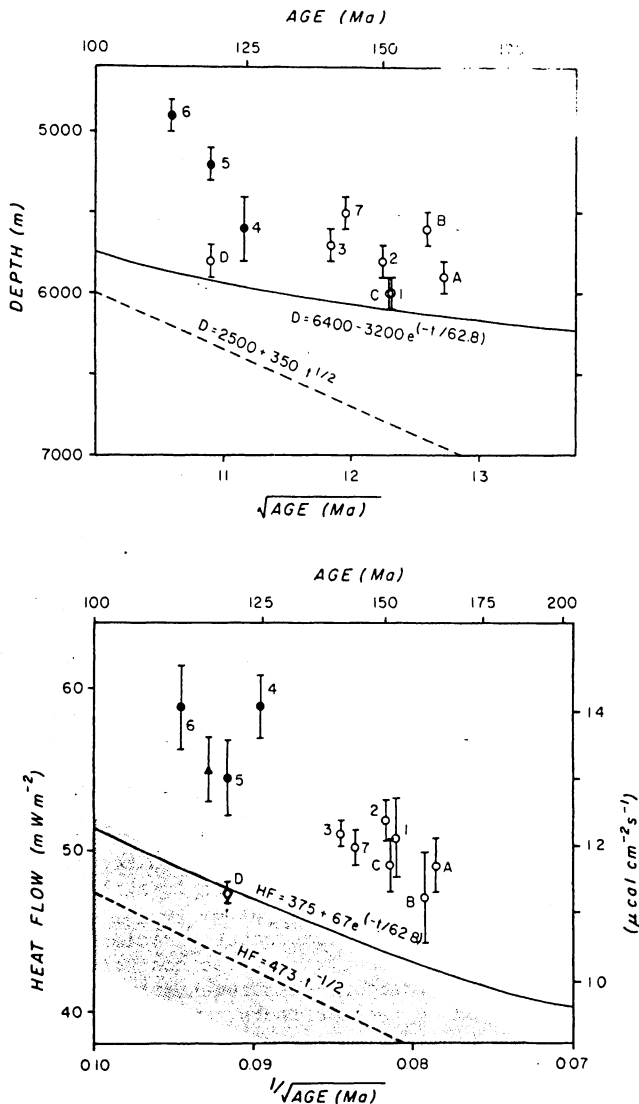 AGE (Ma)
100 125 150 175
5000
6000
7000
DEPTH (m)
6
5
4
D
7
3
2
C 1
B
A
D=6400-3200e(-t/62.8)
D=2500+350 t1/2
11 12 13
√AGE (Ma)
AGE (Ma)
100 125 150 175 200
60
50
40
HEAT FLOW (mWm-2)
14
12
10
(μcal cm-2s-1)
6
5
4
D
3
7
2
1
C
B
A
HF=375+67e(-t/62.8)
HF=473 t-1/2
0.10 0.09 0.08 0.07
1/√AGE (Ma)